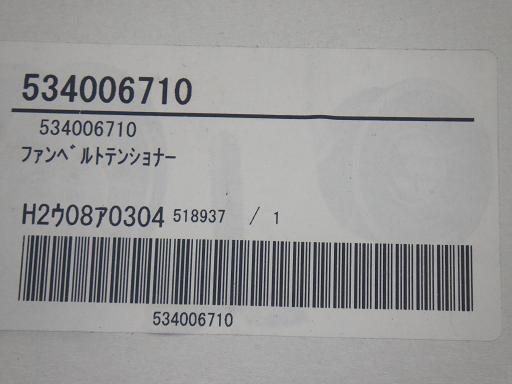 534006710
534006710
ﾌｧﾝﾍﾞﾙﾄﾃﾝｼｮﾅｰ
H2ｳ08ｱ0304 518937 / 1
534006710